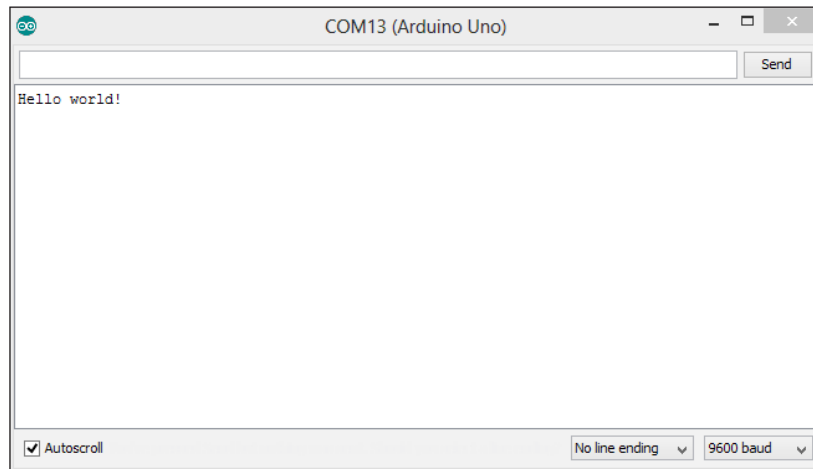 COM13 (Arduino Uno)
Send
Hello world!
Autoscroll
No line ending
9600 baud